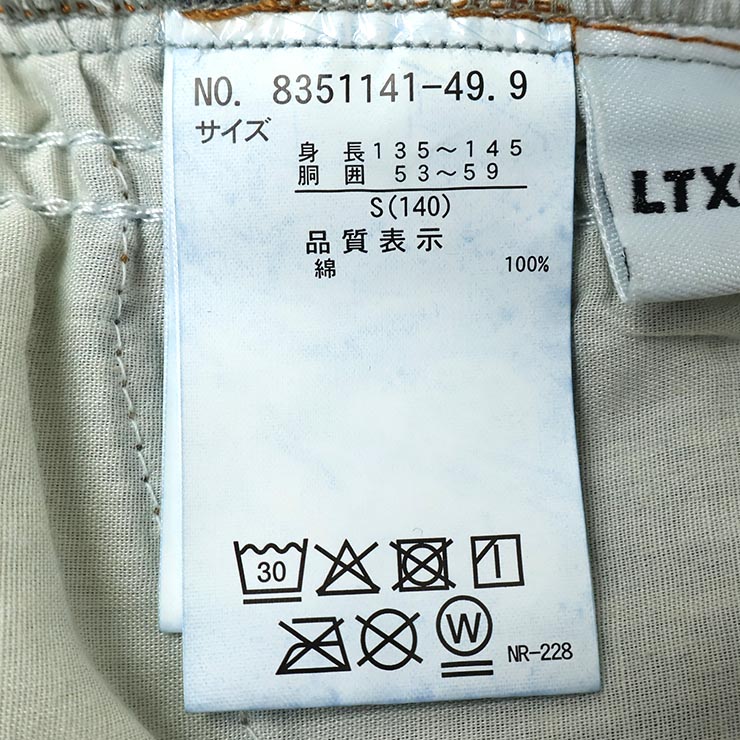 NO. 8351141-49.9
サイズ
身 長 135~145
胴 囲 53~59
S(140)
品質表示
綿 100%
30
W
NR-228
LTX